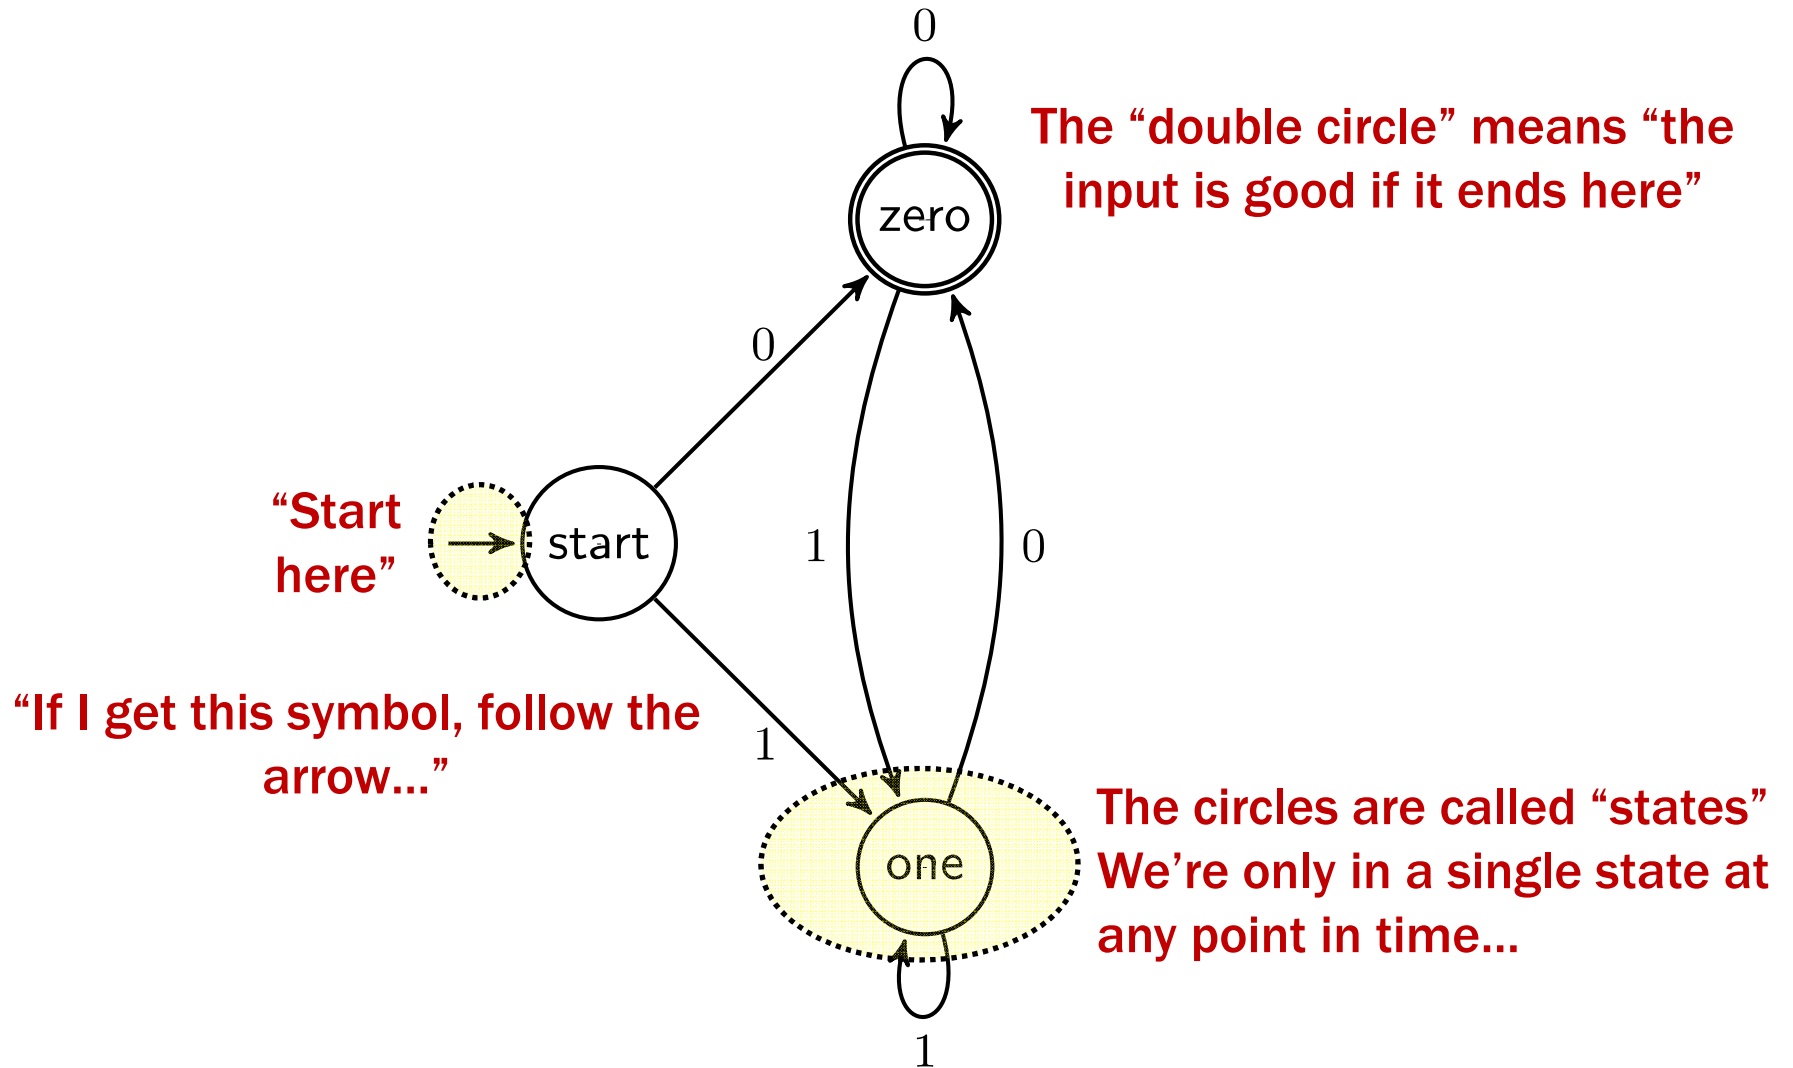 0
The “double circle” means “the
input is good if it ends here”
zero
0
“Start
here”
start
1
0
“If I get this symbol, follow the
arrow...”
1
The circles are called “states”
We’re only in a single state at
any point in time...
one
1